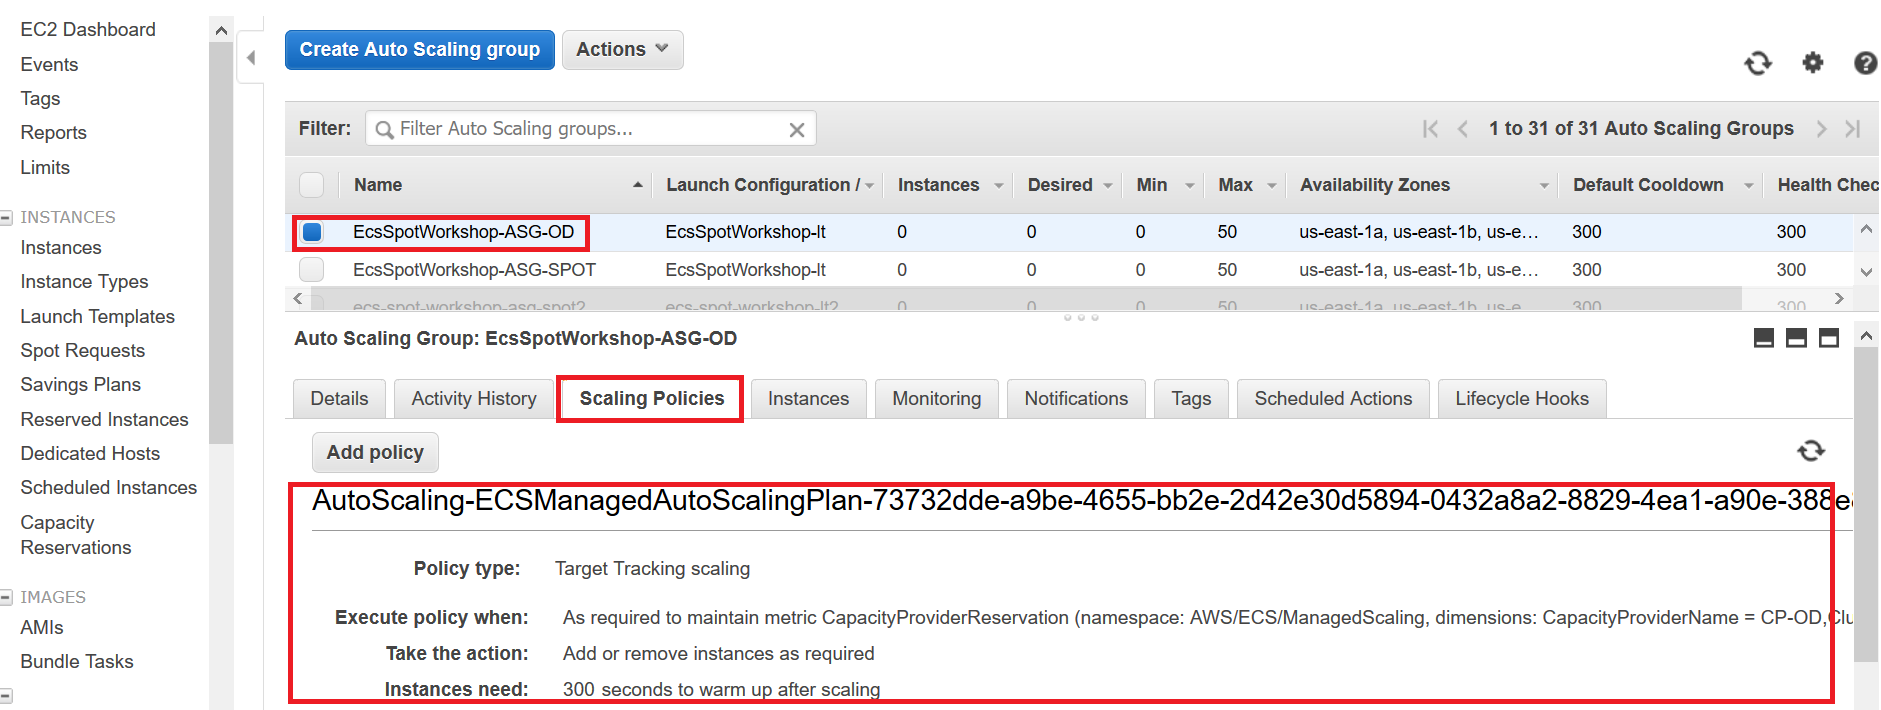 EC2 Dashboard
Events
Tags
Reports
Limits
INSTANCES
Instances
Instance Types
Launch Templates
Spot Requests
Savings Plans
Reserved Instances
Dedicated Hosts
Scheduled Instances
Capacity
Reservations
IMAGES
AMIs
Bundle Tasks
Create Auto Scaling group Actions
Filter: Filter Auto Scaling groups... 1 to 31 of 31 Auto Scaling Groups
Name Launch Configuration / Instances Desired Min Max Availability Zones Default Cooldown Health Chec
EcsSpotWorkshop-ASG-OD EcsSpotWorkshop-lt 0 0 0 50 us-east-1a, us-east-1b, us-e... 300 300
EcsSpotWorkshop-ASG-SPOT EcsSpotWorkshop-lt 0 0 0 50 us-east-1a, us-east-1b, us-e... 300 300
ecs-spot-workshop-asg-spot2 ecs-spot-workshop-lt2 0 0 0 50 us-east-1a, us-east-1b, us-e... 300 300
Auto Scaling Group: EcsSpotWorkshop-ASG-OD
Details Activity History Scaling Policies Instances Monitoring Notifications Tags Scheduled Actions Lifecycle Hooks
Add policy
AutoScaling-ECSManagedAutoScalingPlan-73732dde-a9be-4655-bb2e-2d42e30d5894-0432a8a2-8829-4ea1-a90e-388e
Policy type: Target Tracking scaling
Execute policy when: As required to maintain metric CapacityProviderReservation (namespace: AWS/ECS/ManagedScaling, dimensions: CapacityProviderName = CP-OD,Clu
Take the action: Add or remove instances as required
Instances need: 300 seconds to warm up after scaling